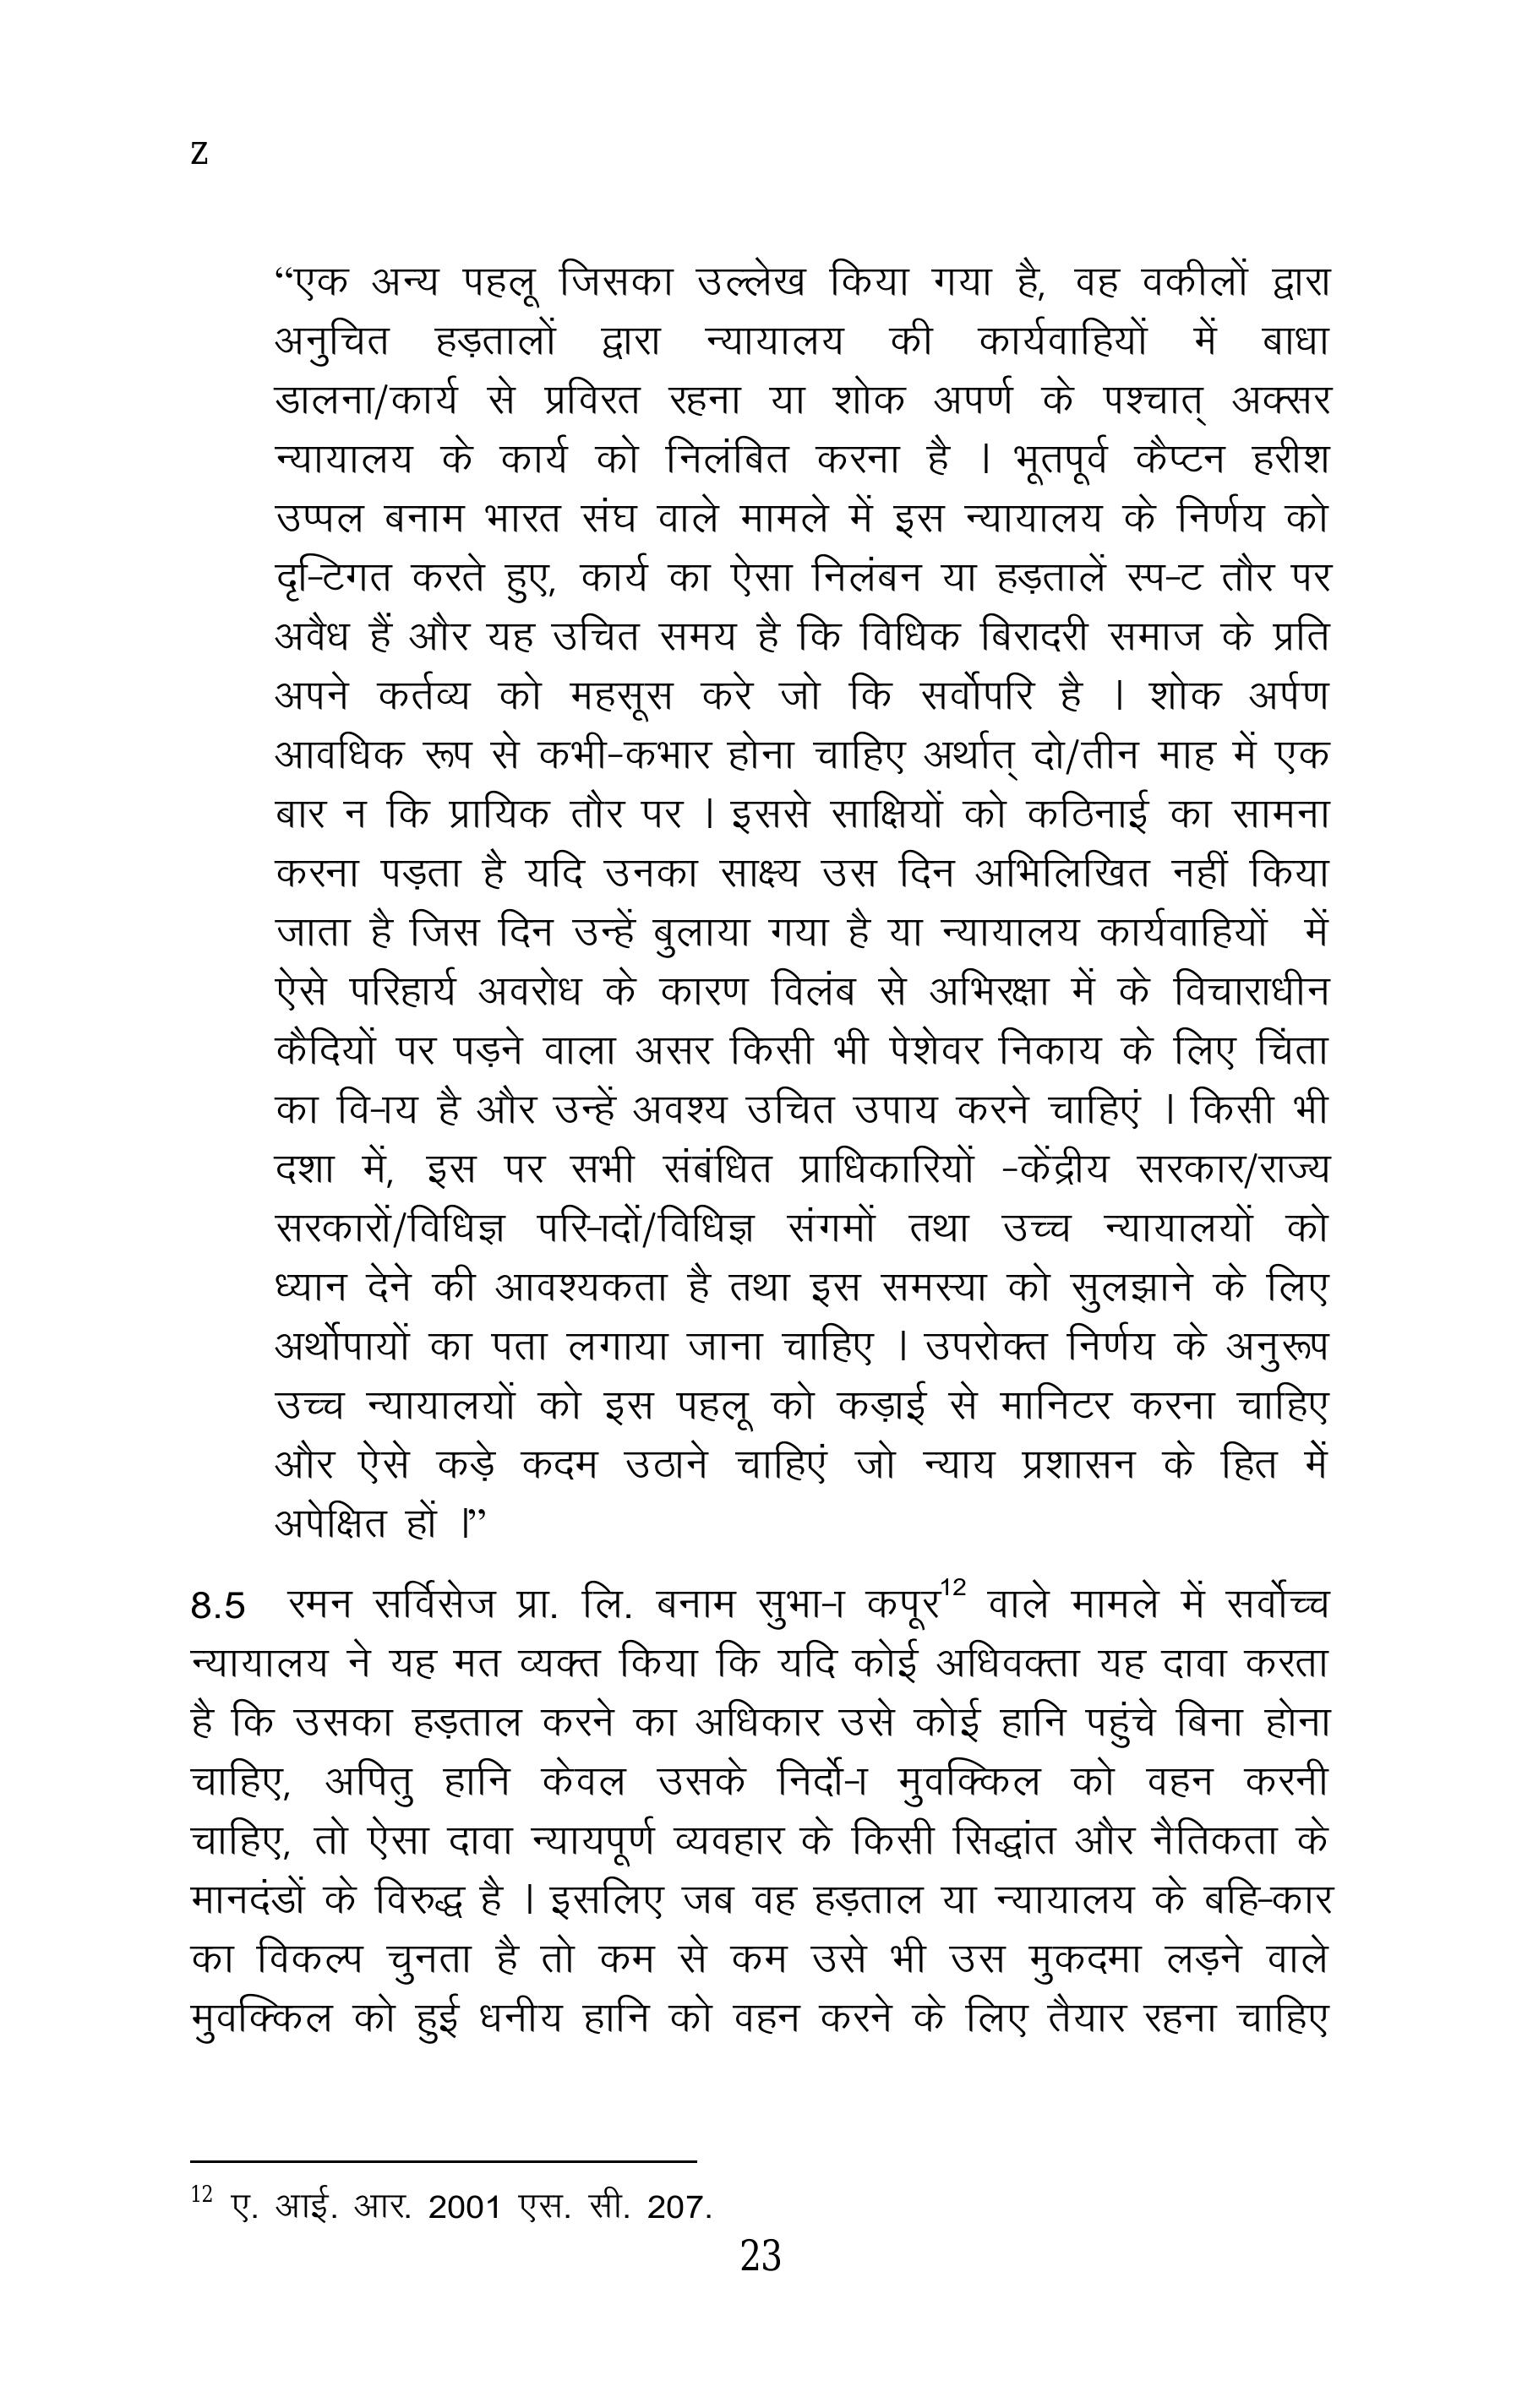 z
“एक अन्य पहलू जिसका उल्लेख किया गया है, वह वकीलों द्वारा
अनुचित हड़तालों द्वारा न्यायालय की कार्यवाहियों में बाधा
डालना/कार्य से प्रविरत रहना या शोक अपर्ण के पश्चात् अक्सर
न्यायालय के कार्य को निलंबित करना है । भूतपूर्व कैप्टन हरीश
उप्पल बनाम भारत संघ वाले मामले में इस न्यायालय के निर्णय को
दृ−िटगत करते हुए, कार्य का ऐसा निलंबन या हड़तालें स्प−ट तौर पर
अवैध हैं और यह उचित समय है कि विधिक बिरादरी समाज के प्रति
अपने कर्तव्य को महसूस करे जो कि सर्वोपरि है । शोक अर्पण
आवधिक रूप से कभी-कभार होना चाहिए अर्थात् दो/तीन माह में एक
बार न कि प्रायिक तौर पर । इससे साक्षियों को कठिनाई का सामना
करना पड़ता है यदि उनका साक्ष्य उस दिन अभिलिखित नहीं किया
जाता है जिस दिन उन्हें बुलाया गया है या न्यायालय कार्यवाहियों में
ऐसे परिहार्य अवरोध के कारण विलंब से अभिरक्षा में के विचाराधीन
कैदियों पर पड़ने वाला असर किसी भी पेशेवर निकाय के लिए चिंता
का वि−ाय है और उन्हें अवश्य उचित उपाय करने चाहिएं । किसी भी
दशा में, इस पर सभी संबंधित प्राधिकारियों -केंद्रीय सरकार/राज्य
सरकारों/विधिज्ञ परि−ादों/विधिज्ञ संगमों तथा उच्च न्यायालयों को
ध्यान देने की आवश्यकता है तथा इस समस्या को सुलझाने के लिए
अर्थोपायों का पता लगाया जाना चाहिए । उपरोक्त निर्णय के अनुरूप
उच्च न्यायालयों को इस पहलू को कड़ाई से मानिटर करना चाहिए
और ऐसे कड़े कदम उठाने चाहिएं जो न्याय प्रशासन के हित में
अपेक्षित हों ।”
8.5 रमन सर्विसेज प्रा. लि. बनाम सुभा−ा कपूर12 वाले मामले में सर्वोच्च
न्यायालय ने यह मत व्यक्त किया कि यदि कोई अधिवक्ता यह दावा करता
है कि उसका हड़ताल करने का अधिकार उसे कोई हानि पहुंचे बिना होना
चाहिए, अपितु हानि केवल उसके निर्दो−ा मुवक्किल को वहन करनी
चाहिए, तो ऐसा दावा न्यायपूर्ण व्यवहार के किसी सिद्धांत और नैतिकता के
मानदंडों के विरुद्ध है । इसलिए जब वह हड़ताल या न्यायालय के बहि−कार
का विकल्प चुनता है तो कम से कम उसे भी उस मुकदमा लड़ने वाले
मुवक्किल को हुई धनीय हानि को वहन करने के लिए तैयार रहना चाहिए
12 ए. आई. आर. 2001 एस. सी. 207.
23